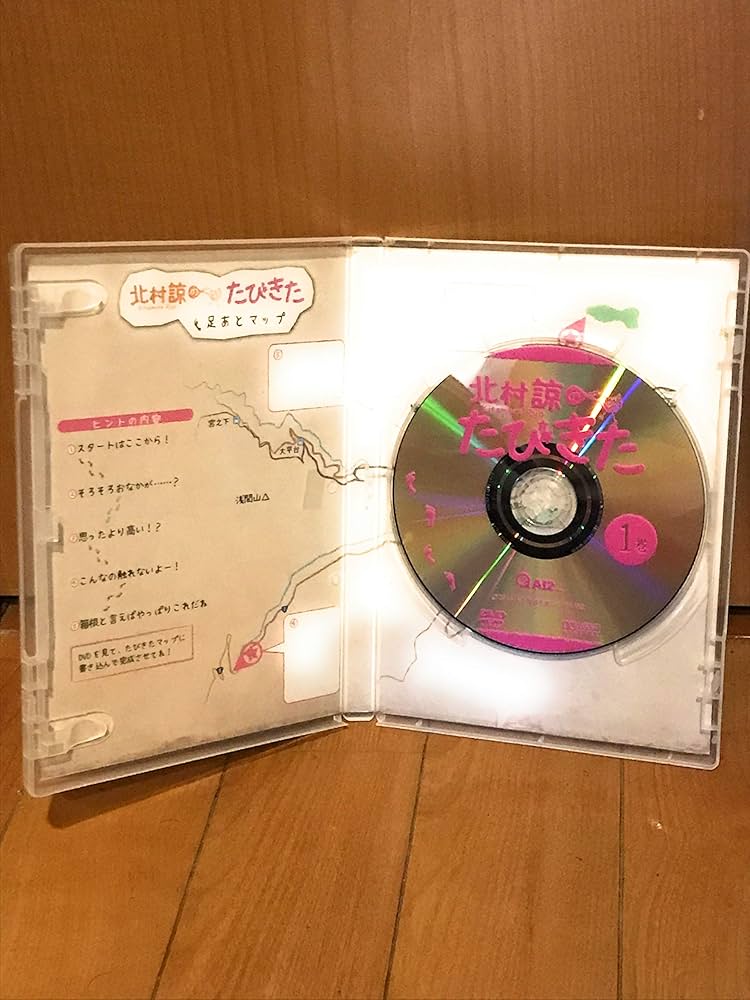 北村諒の
たびきた
足あとマップ
⑤
ヒントの内容
①スタートはここから!
宮之下
大平台
②そろそろおなかが……?
浅間山△
③思ったより高い!?
④こんなの触れないよー!
⑤箱根と言えばやっぱりこれだね
④
DVDを見て、たびきたマップに
書き込んで完成させてね!
北村諒の
たびきた
1巻